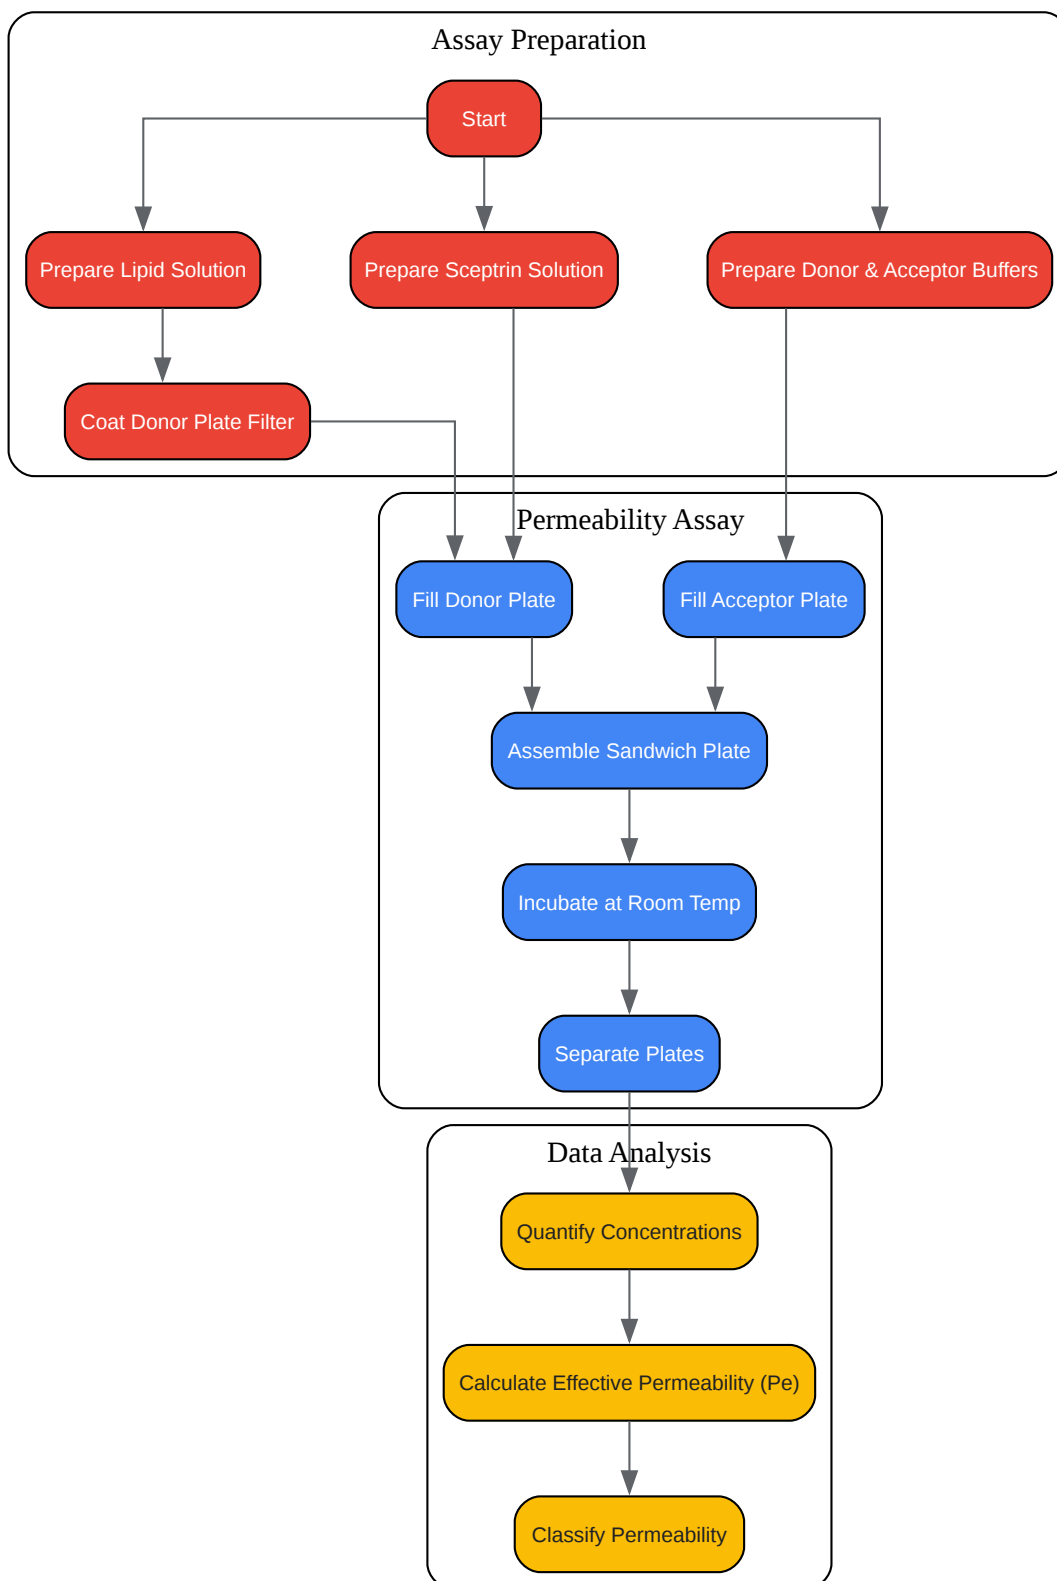 Assay Preparation
Start
Prepare Lipid Solution
Prepare Sceptrin Solution
Prepare Donor & Acceptor Buffers
Coat Donor Plate Filter
Permeability Assay
Fill Donor Plate
Fill Acceptor Plate
Assemble Sandwich Plate
Incubate at Room Temp
Separate Plates
Data Analysis
Quantify Concentrations
Calculate Effective Permeability (Pe)
Classify Permeability